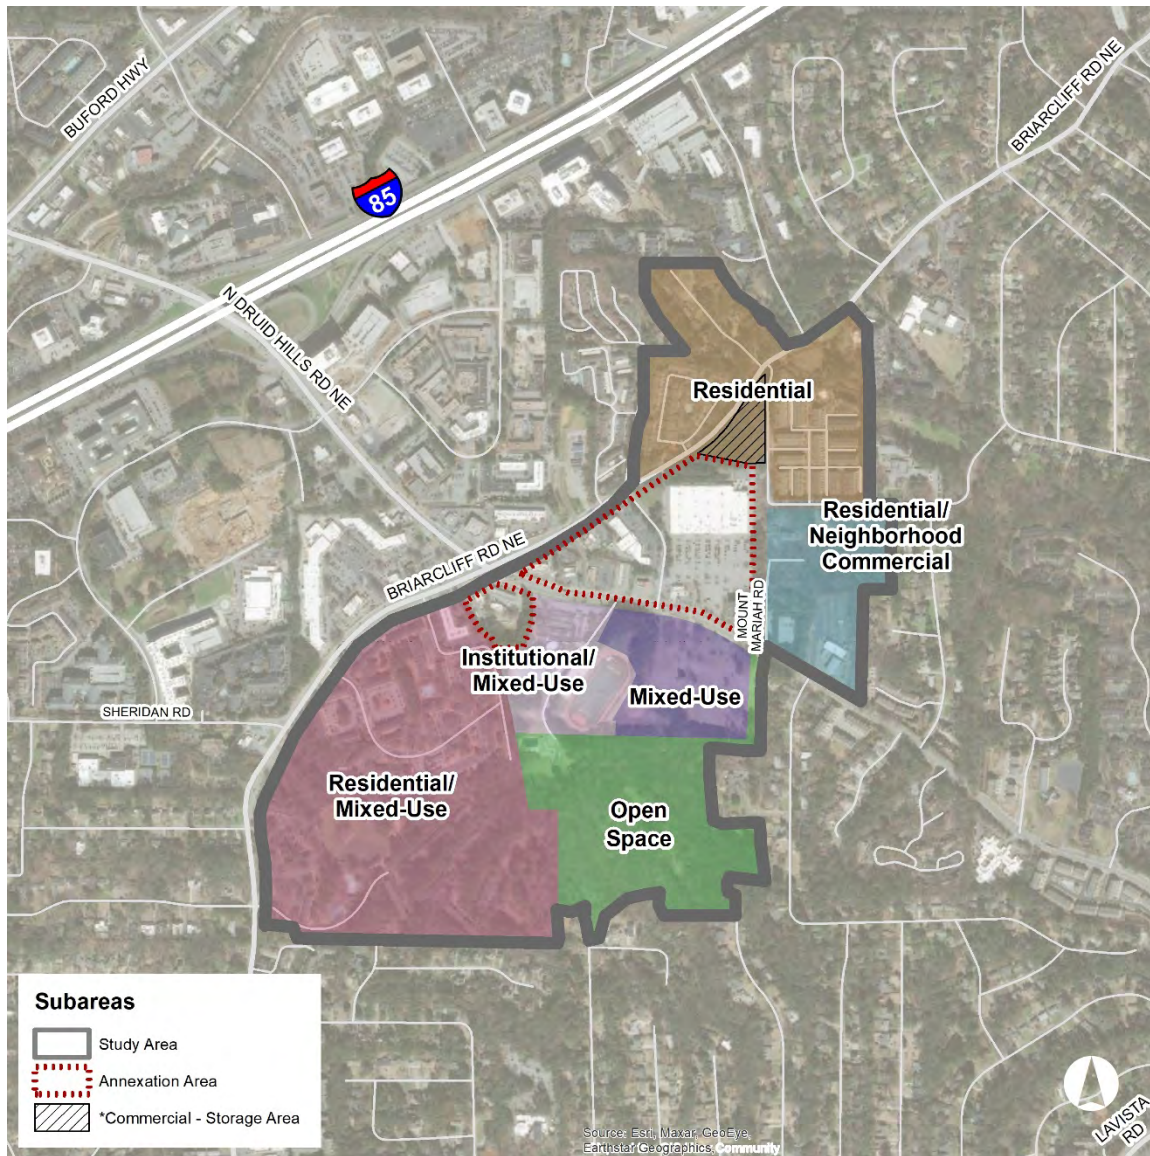 BUFORD HWY
BRIARCLIFF RD NE
85
N DRUID HILLS RD NE
Residential
Residential/
Neighborhood
Commercial
BRIARCLIFF RD NE
MOUNT
MARIAH RD
Institutional/
Mixed-Use
Mixed-Use
SHERIDAN RD
Residential/
Mixed-Use
Open
Space
Subareas
Study Area
Annexation Area
*Commercial - Storage Area
LAVISTA
RD
Source: Esri, Maxar, GeoEye,
Earthstar Geographics, Community